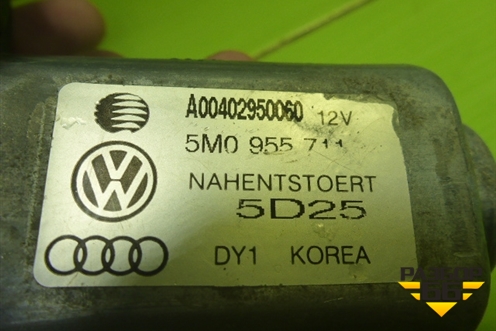 A00402950060 12V
5M0 955 711
NAHENTSTOERT
5D25
DY1 KOREA